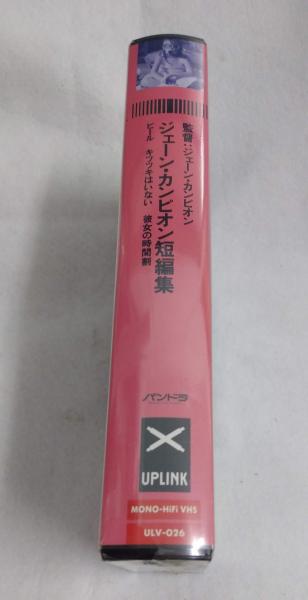 監督:ジェーン・カンピオン
ジェーン・カンピオン短編集
ピール キツツキはいない 彼女の時間割
パンドラ
UPLINK
MONO-HiFi VHS
ULV-026